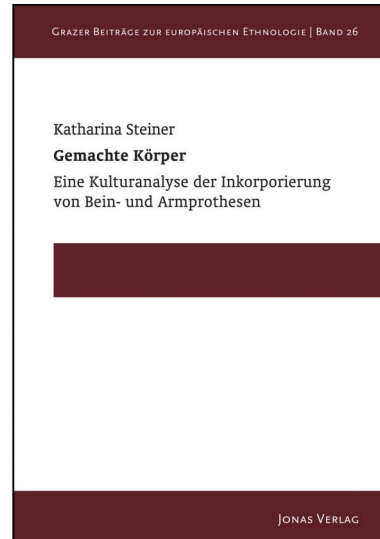 Grazer Beiträge zur europäischen Ethnologie | Band 26
Katharina Steiner
Gemachte Körper
Eine Kulturanalyse der Inkorporierung
von Bein- und Armprothesen
Jonas Verlag